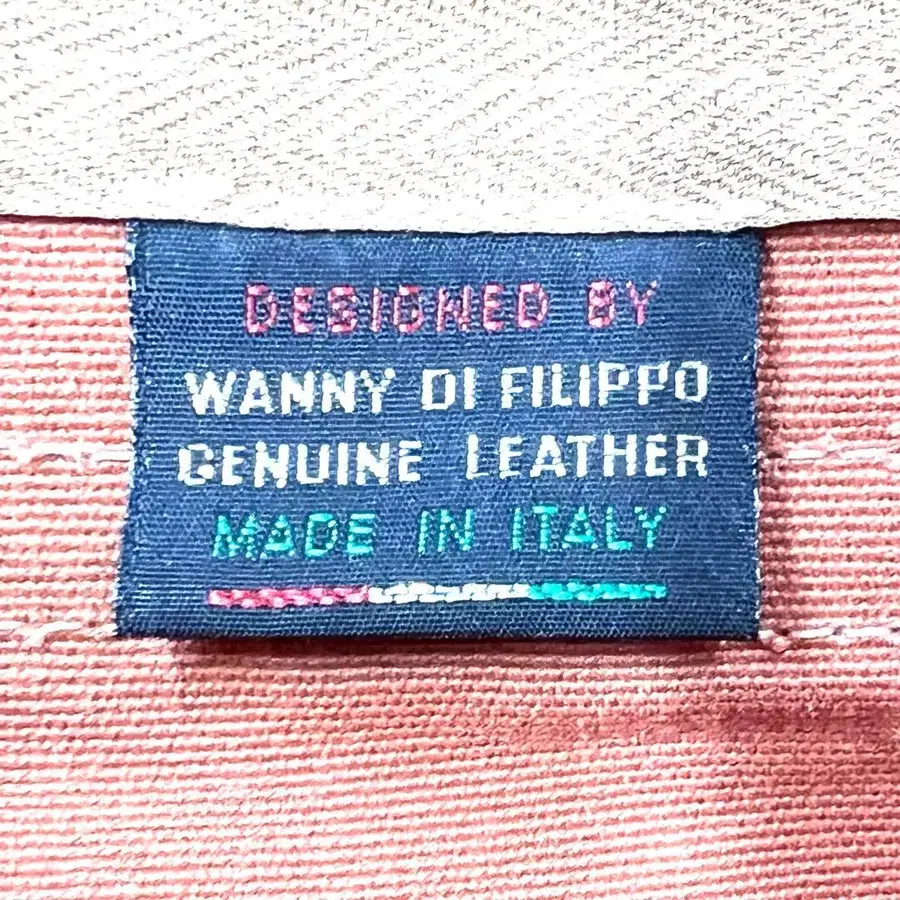 DESIGNED BY
WANNY DI FILIPPO
GENUINE LEATHER
MADE IN ITALY